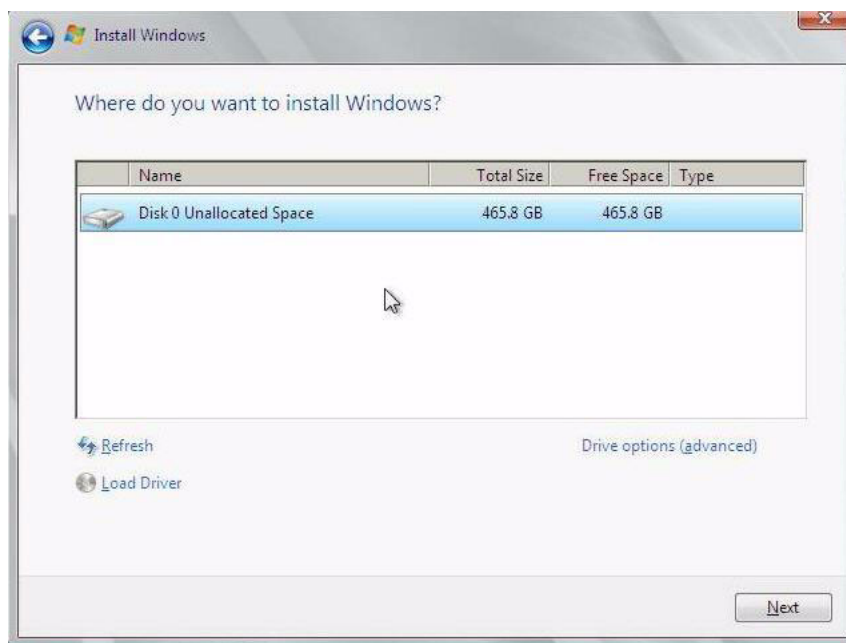 Install Windows
Where do you want to install Windows?
Name Total Size Free Space Type
Disk 0 Unallocated Space 465.8 GB 465.8 GB
Refresh Drive options (advanced)
Load Driver
Next